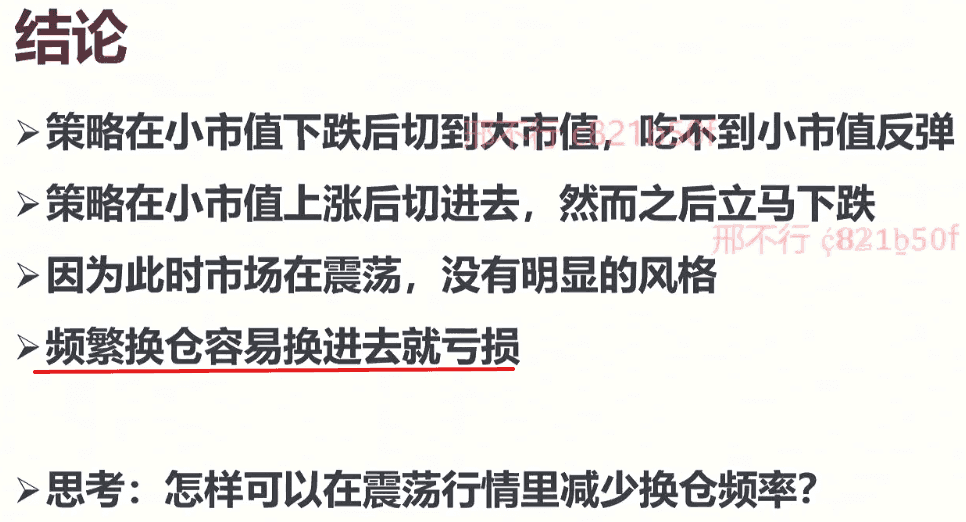 结论
➢策略在小市值下跌后切到大市值，吃不到小市值反弹
➢策略在小市值上涨后切进去，然而之后立马下跌
邢不行
➢因为此时市场在震荡，没有明显的风格
➢频繁换仓容易换进去就亏损
➢思考：怎样可以在震荡行情里减少换仓频率？